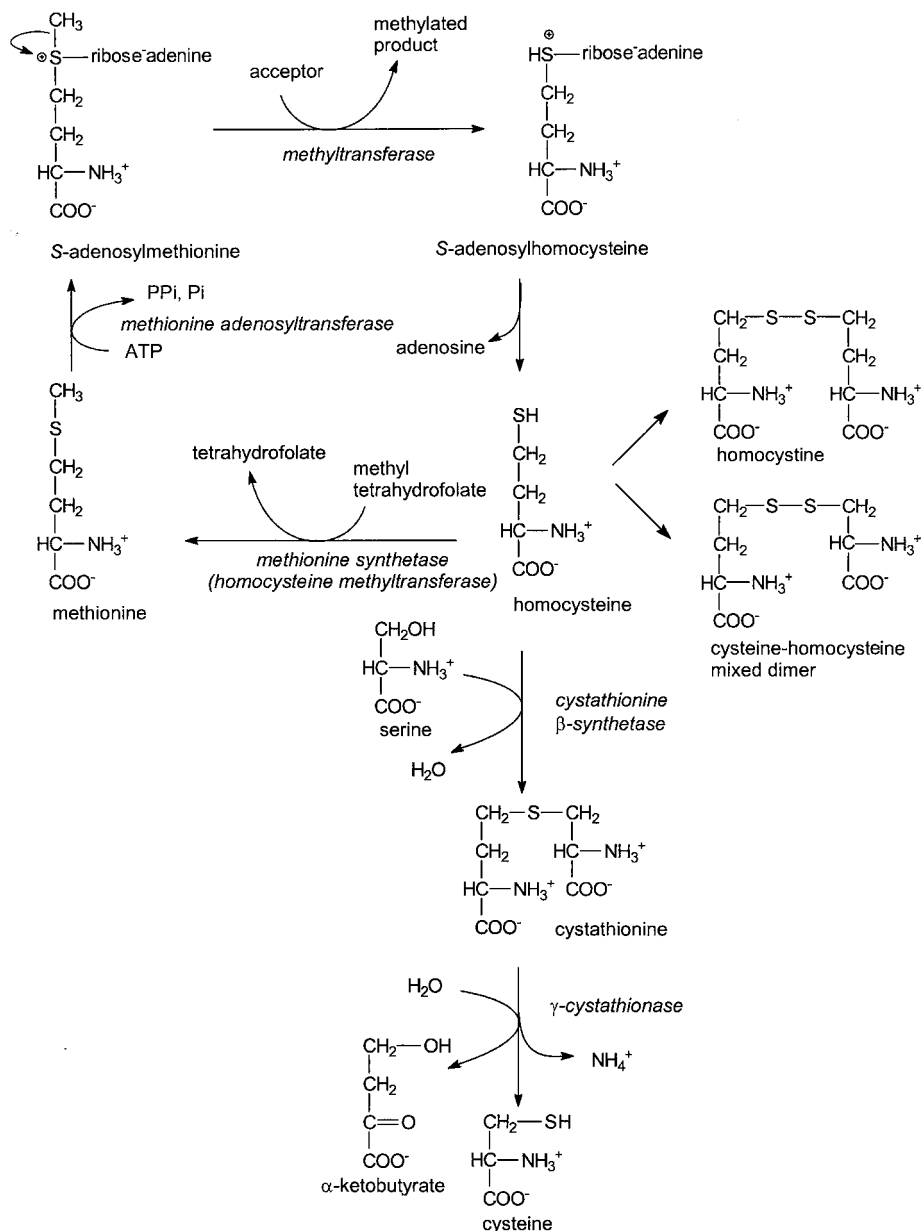 CH3
⊕S—ribose-adenine
CH2
CH2
HC—NH3+
COO-
S-adenosylmethionine
acceptor
methylated
product
methyltransferase
⊕
HS—ribose-adenine
CH2
CH2
HC—NH3+
COO-
S-adenosylhomocysteine
PPi, Pi
methionine adenosyltransferase
ATP
adenosine
CH3
S
CH2
CH2
HC—NH3+
COO-
methionine
tetrahydrofolate
methyl
tetrahydrofolate
methionine synthetase
(homocysteine methyltransferase)
SH
CH2
CH2
HC—NH3+
COO-
homocysteine
CH2—S—S—CH2
CH2 CH2
HC—NH3+ HC—NH3+
COO- COO-
homocystine
CH2—S—S—CH2
CH2 HC—NH3+
HC—NH3+ COO-
COO-
cysteine-homocysteine
mixed dimer
CH2OH
HC—NH3+
COO-
serine
H2O
cystathionine
β-synthetase
CH2—S—CH2
CH2 HC—NH3+
HC—NH3+ COO-
COO-
cystathionine
H2O
γ-cystathionase
NH4+
CH2—OH
CH2
C=O
COO-
α-ketobutyrate
CH2—SH
HC—NH3+
COO-
cysteine